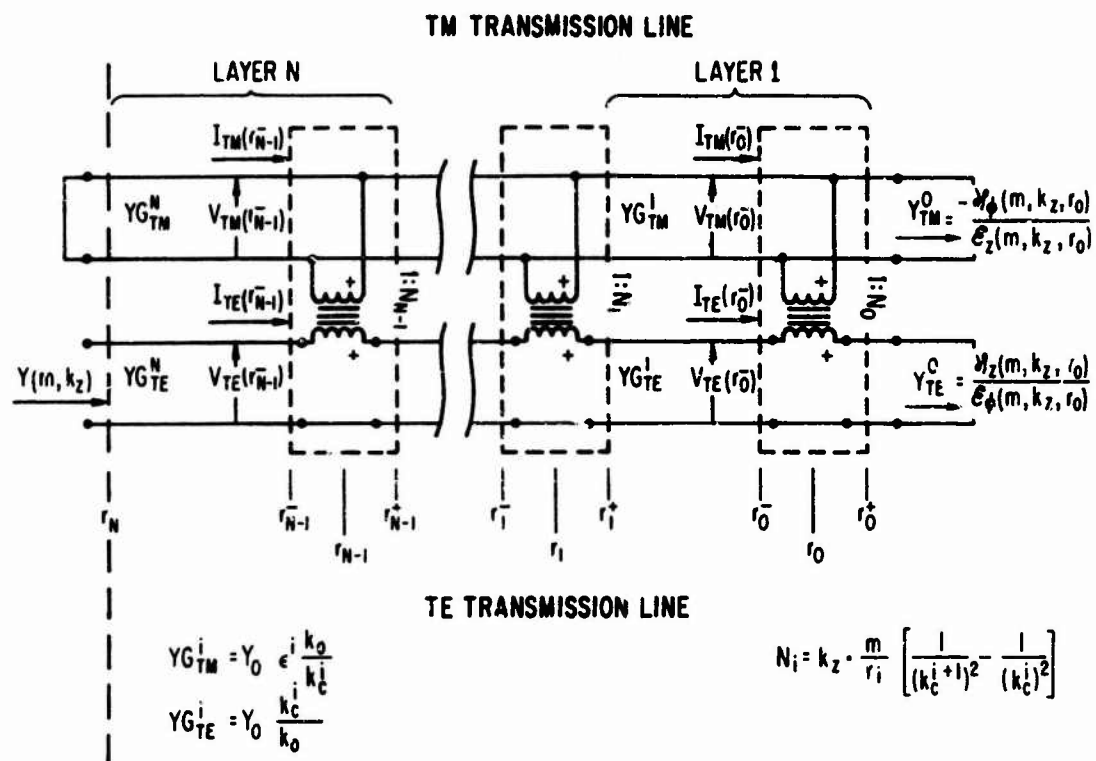 TM TRANSMISSION LINE
LAYER N
LAYER 1
I_TM(r⁻_N-1)
I_TM(r⁻_0)
YG^N_TM
V_TM(r⁻_N-1)
YG^1_TM
V_TM(r⁻_0)
Y^0_TM = -ℋ_ϕ(m, k_z, r_0) / ℰ_z(m, k_z, r_0)
+
1:N_N-1
+
1:N_1
+
1:N_0
I_TE(r⁻_N-1)
I_TE(r⁻_0)
+
+
+
Y(m, k_z)
YG^N_TE
V_TE(r⁻_N-1)
YG^1_TE
V_TE(r⁻_0)
Y^0_TE = ℋ_z(m, k_z, r_0) / ℰ_ϕ(m, k_z, r_0)
r_N
r⁻_N-1
r⁺_N-1
r⁻_1
r⁺_1
r⁻_0
r⁺_0
r_N-1
r_1
r_0
TE TRANSMISSION LINE
YG^i_TM = Y_0 ϵ^i k_0 / k^i_c
N_i = k_z · m / r_i [1 / (k^i+1_c)^2 - 1 / (k^i_c)^2]
YG^i_TE = Y_0 k^i_c / k_0